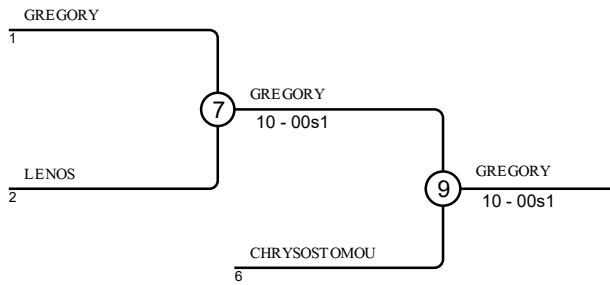 GREGORY
1
7
GREGORY
10 - 00s1
LENOS
2
9
GREGORY
10 - 00s1
CHRYSOSTOMOU
6